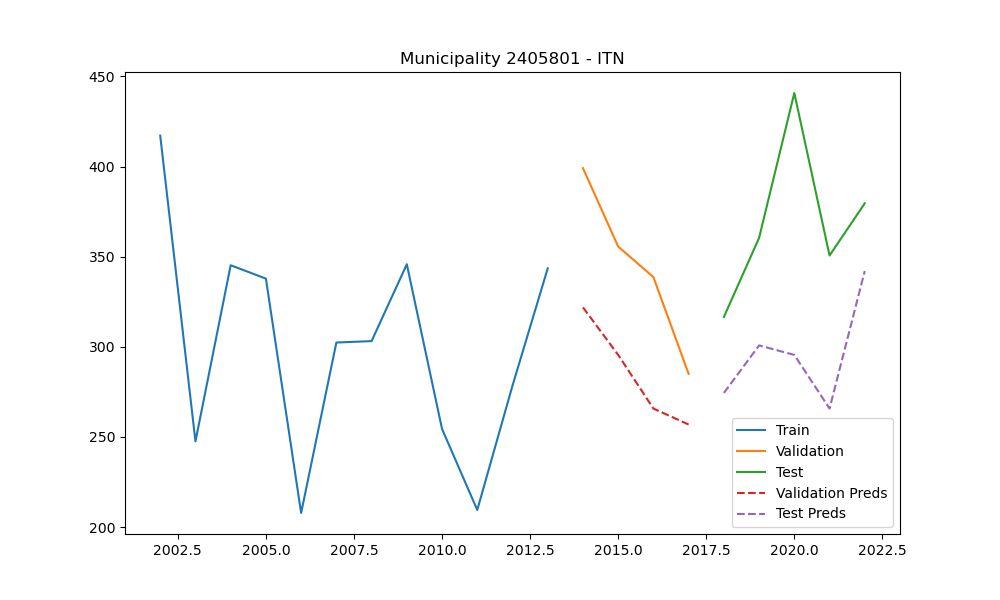 Municipality 2405801 - ITN
450
400
350
300
250
200
2002.5 2005.0 2007.5 2010.0 2012.5 2015.0 2017.5 2020.0 2022.5
Train
Validation
Test
Validation Preds
Test Preds